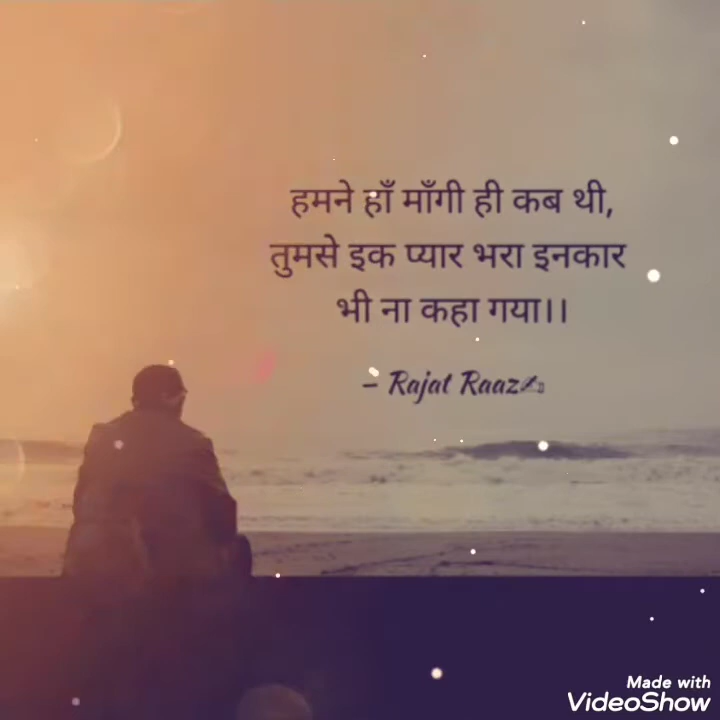 हमने हाँ माँगी ही कब थी,
तुमसे इक प्यार भरा इनकार
भी ना कहा गया।।
– Rajat Raaz✍️
Made with
VideoShow